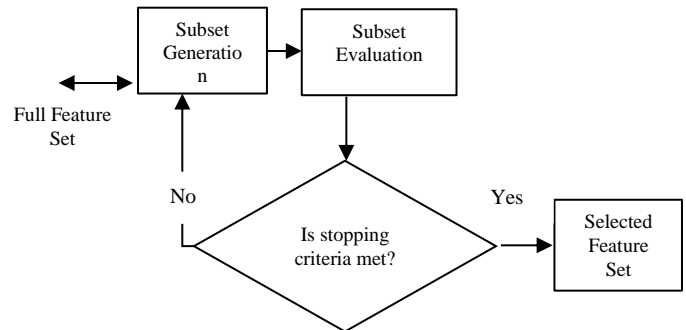 Subset
Generatio
n
Subset
Evaluation
Full Feature
Set
No
Yes
Is stopping
criteria met?
Selected
Feature
Set